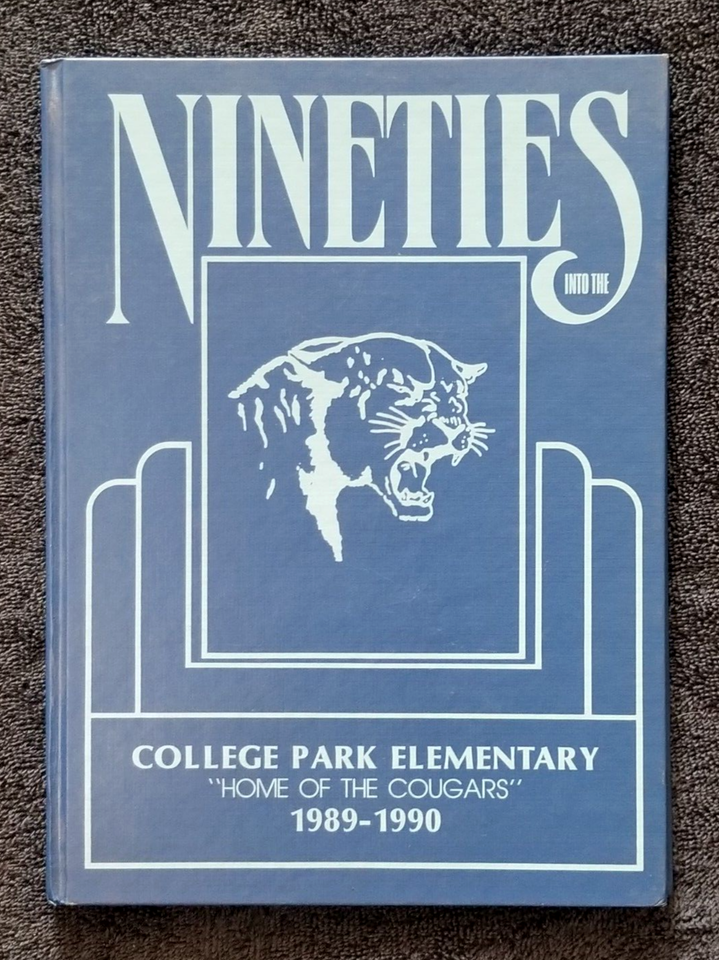 NINETIES
INTO THE
COLLEGE PARK ELEMENTARY
"HOME OF THE COUGARS"
1989-1990